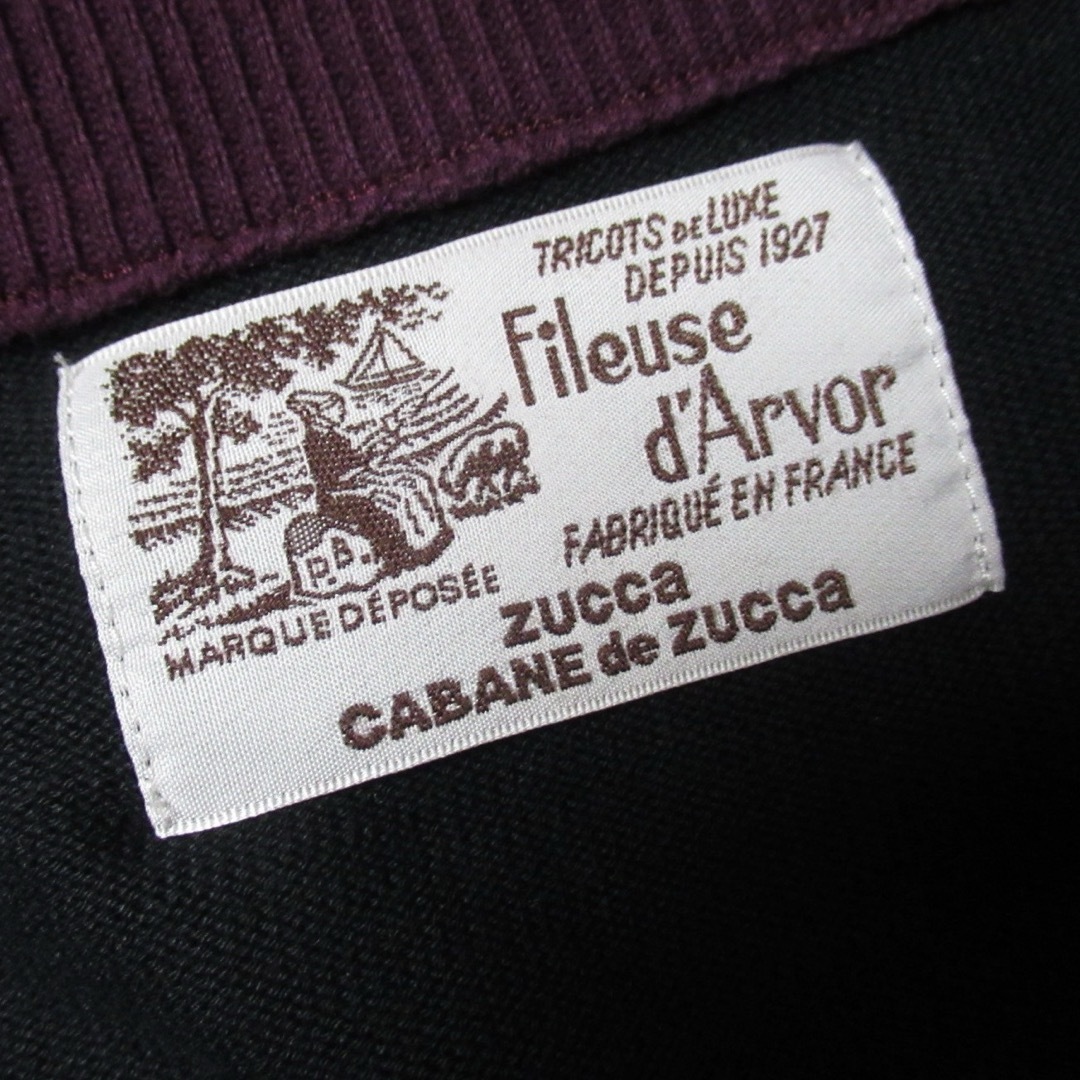 TRICOTS DE LUXE
DEPUIS 1927
Fileuse
d'Arvor
FABRIQUÉ EN FRANCE
P.B.
MARQUE DÉPOSÉE
zucca
CABANE de zucca